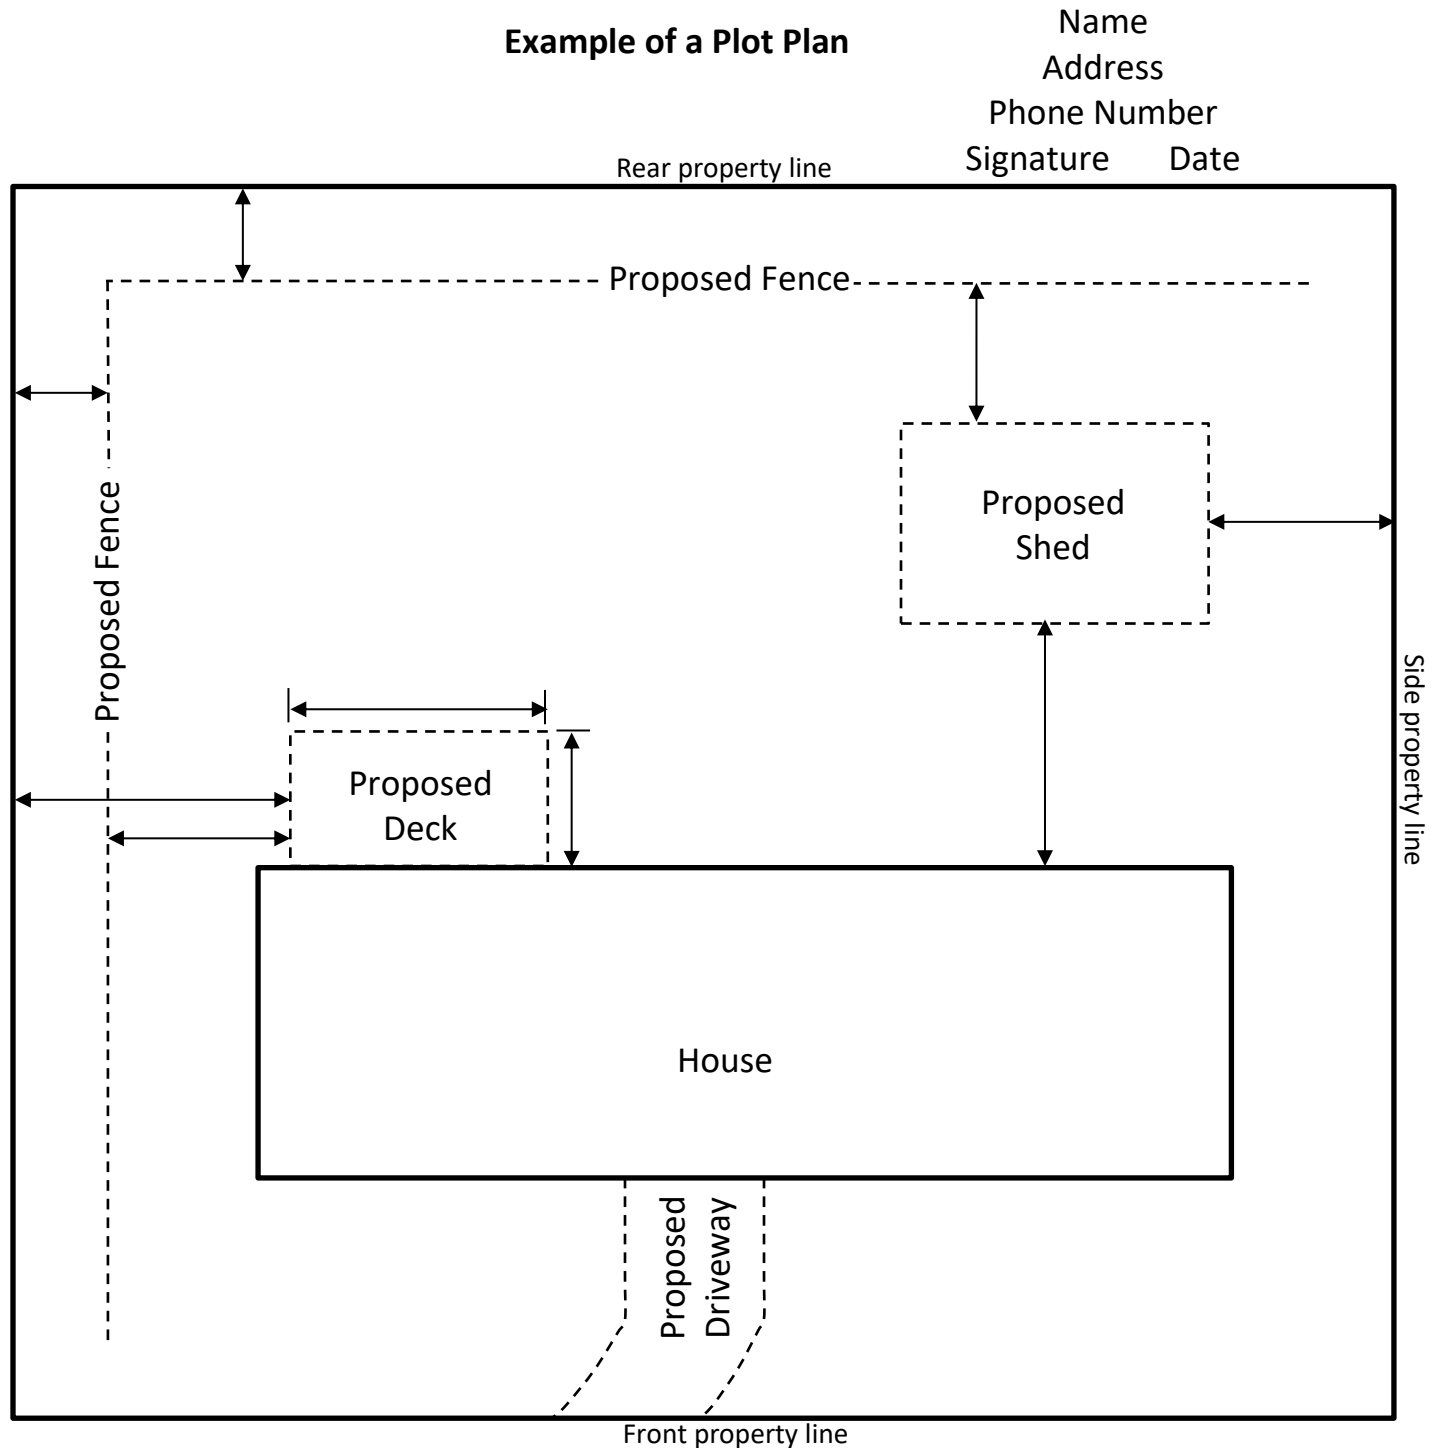 Example of a Plot Plan
Name
Address
Phone Number
Signature Date
Rear property line
Proposed Fence
Proposed Fence
Proposed
Shed
Side property line
Proposed
Deck
House
Proposed
Driveway
Front property line